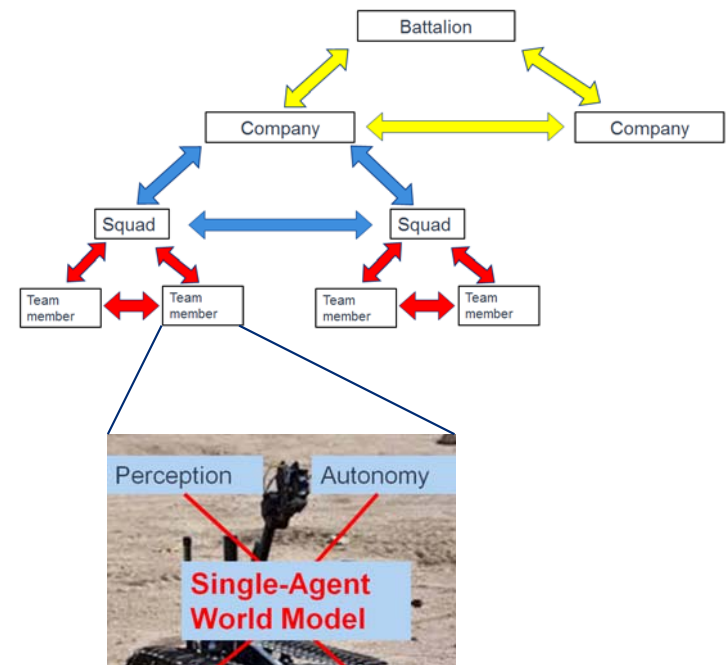 Battalion
Company
Company
Squad
Squad
Team
member
Team
member
Team
member
Team
member
Perception
Autonomy
Single-Agent
World Model